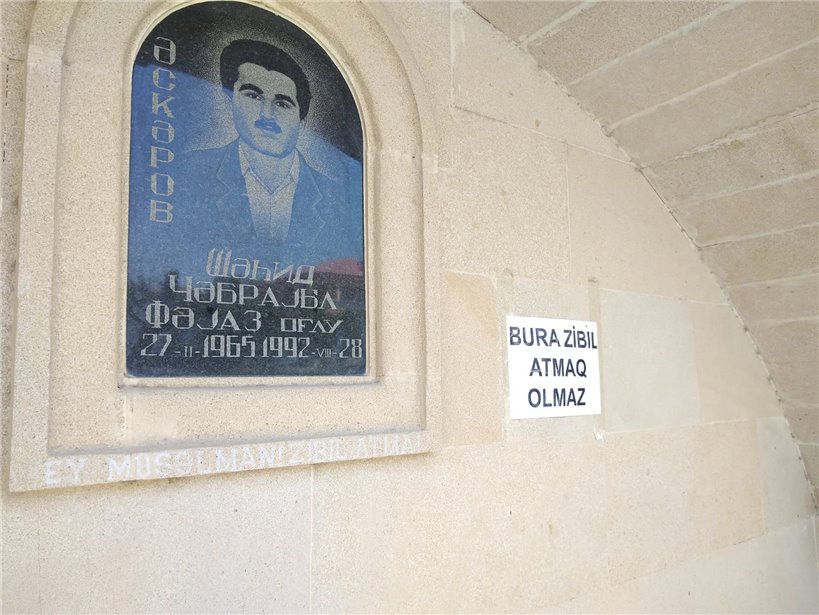 ӘСКӘРОВ
ШӘҺИД
ҸӘБРАЈЫЛ
ФӘЈАЗ ОҒЛУ
27-II-1965 1992-VIII-28
EY MÜSƏLMAN! ZİBİL ATMA!
BURA ZİBİL
ATMAQ
OLMAZ